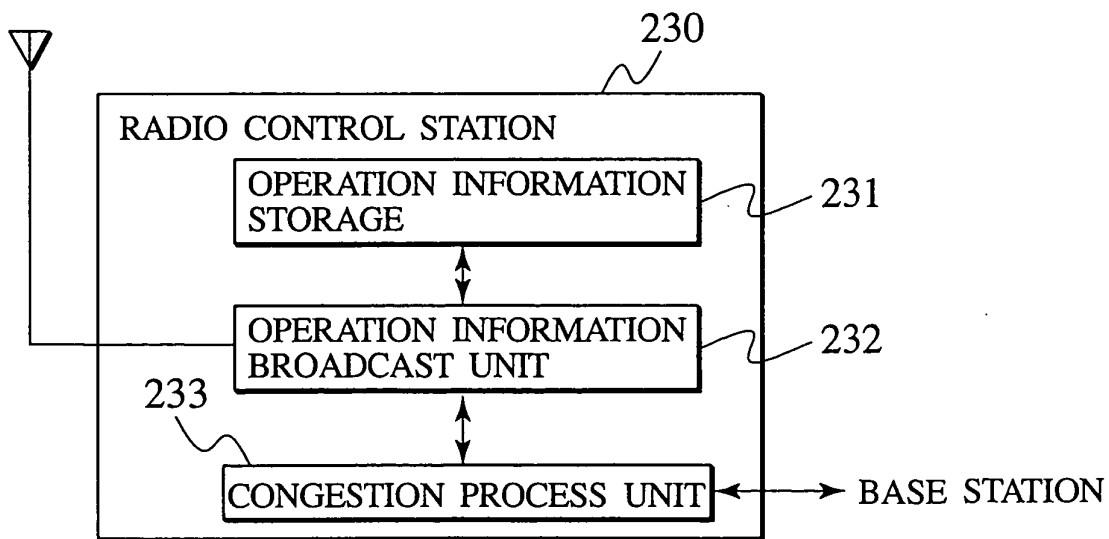 230
RADIO CONTROL STATION
OPERATION INFORMATION
STORAGE
231
OPERATION INFORMATION
BROADCAST UNIT
232
233
CONGESTION PROCESS UNIT
BASE STATION